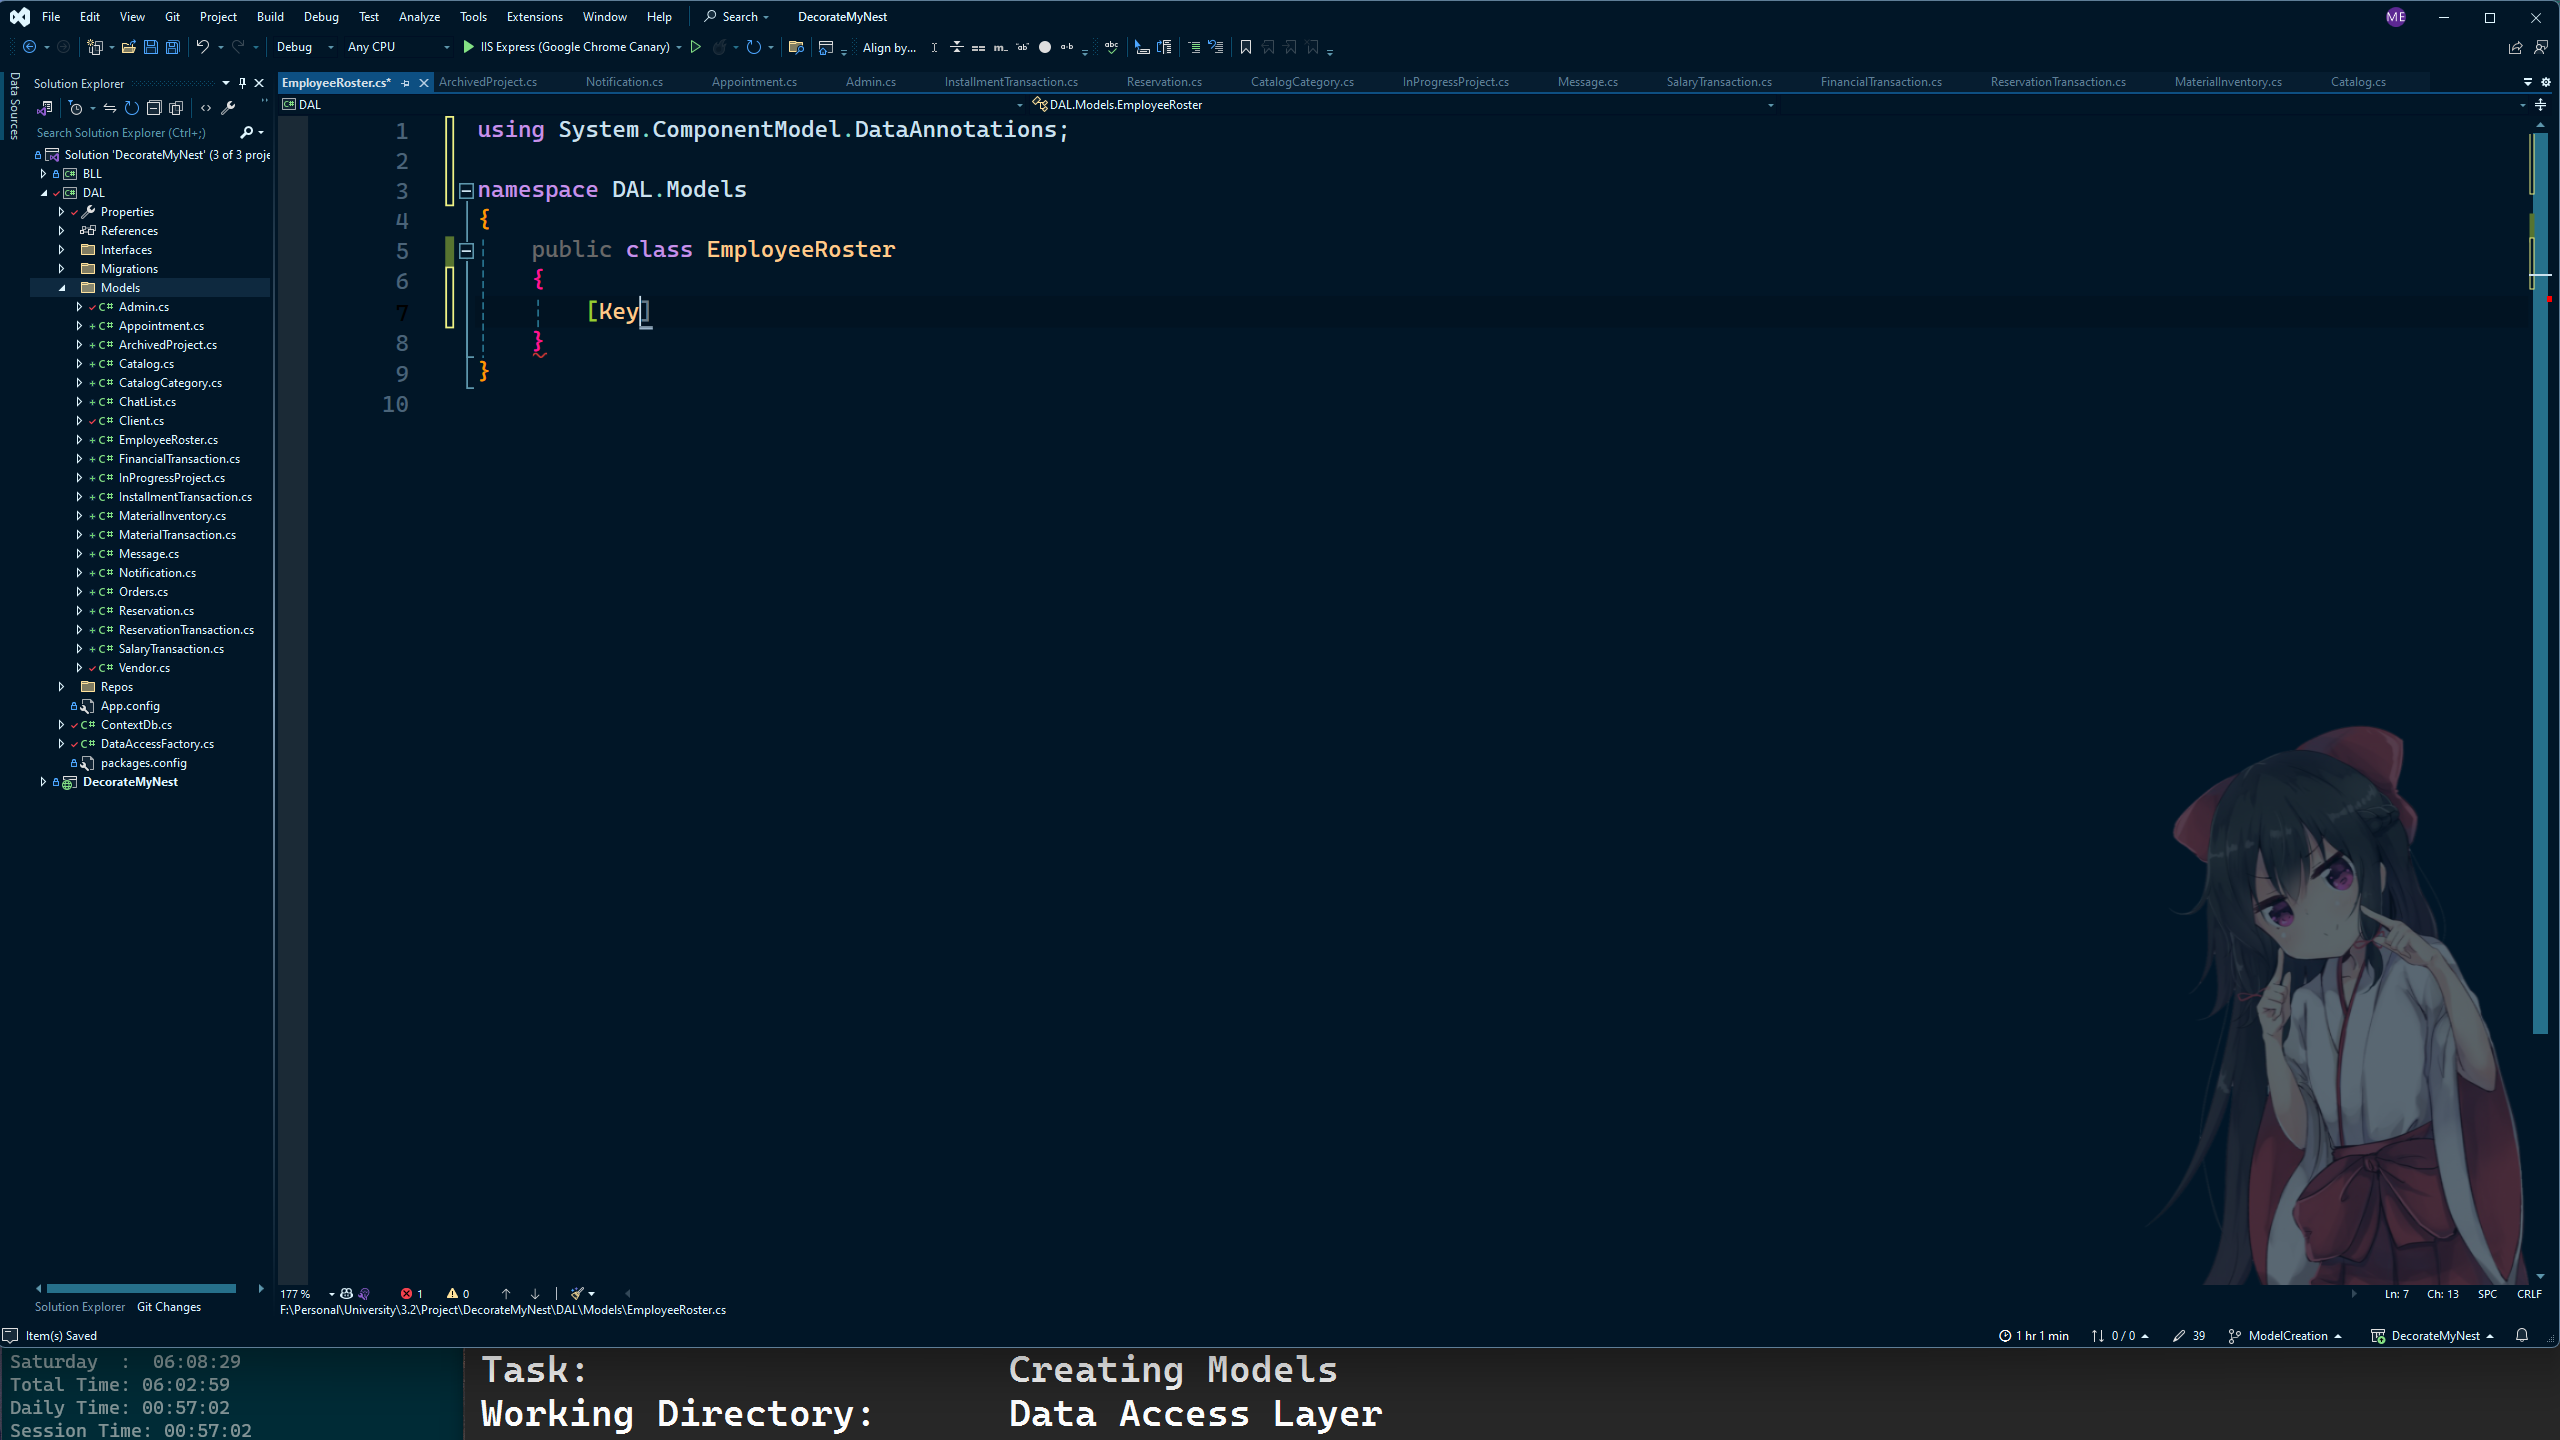 File Edit View Git Project Build Debug Test Analyze Tools Extensions Window Help Search DecorateMyNest ME
Debug Any CPU IIS Express (Google Chrome Canary) Align by...
Data Sources
Solution Explorer
Search Solution Explorer (Ctrl+;)
Solution 'DecorateMyNest' (3 of 3 proje
BLL
DAL
Properties
References
Interfaces
Migrations
Models
C# Admin.cs
C# Appointment.cs
C# ArchivedProject.cs
C# Catalog.cs
C# CatalogCategory.cs
C# ChatList.cs
C# Client.cs
C# EmployeeRoster.cs
C# FinancialTransaction.cs
C# InProgressProject.cs
C# InstallmentTransaction.cs
C# MaterialInventory.cs
C# MaterialTransaction.cs
C# Message.cs
C# Notification.cs
C# Orders.cs
C# Reservation.cs
C# ReservationTransaction.cs
C# SalaryTransaction.cs
C# Vendor.cs
Repos
App.config
C# ContextDb.cs
C# DataAccessFactory.cs
packages.config
DecorateMyNest
Solution Explorer Git Changes
EmployeeRoster.cs* ArchivedProject.cs Notification.cs Appointment.cs Admin.cs InstallmentTransaction.cs Reservation.cs CatalogCategory.cs InProgressProject.cs Message.cs SalaryTransaction.cs FinancialTransaction.cs ReservationTransaction.cs MaterialInventory.cs Catalog.cs
C# DAL DAL.Models.EmployeeRoster
1 using System.ComponentModel.DataAnnotations;
2
3 namespace DAL.Models
4 {
5 public class EmployeeRoster
6 {
7 [Key]
8 }
9 }
10
177 % 1 0 Ln: 7 Ch: 13 SPC CRLF
F:\Personal\University\3.2\Project\DecorateMyNest\DAL\Models\EmployeeRoster.cs
Item(s) Saved 1 hr 1 min 0 / 0 39 ModelCreation DecorateMyNest
Saturday : 06:08:29
Total Time: 06:02:59
Daily Time: 00:57:02
Session Time: 00:57:02
Task: Creating Models
Working Directory: Data Access Layer